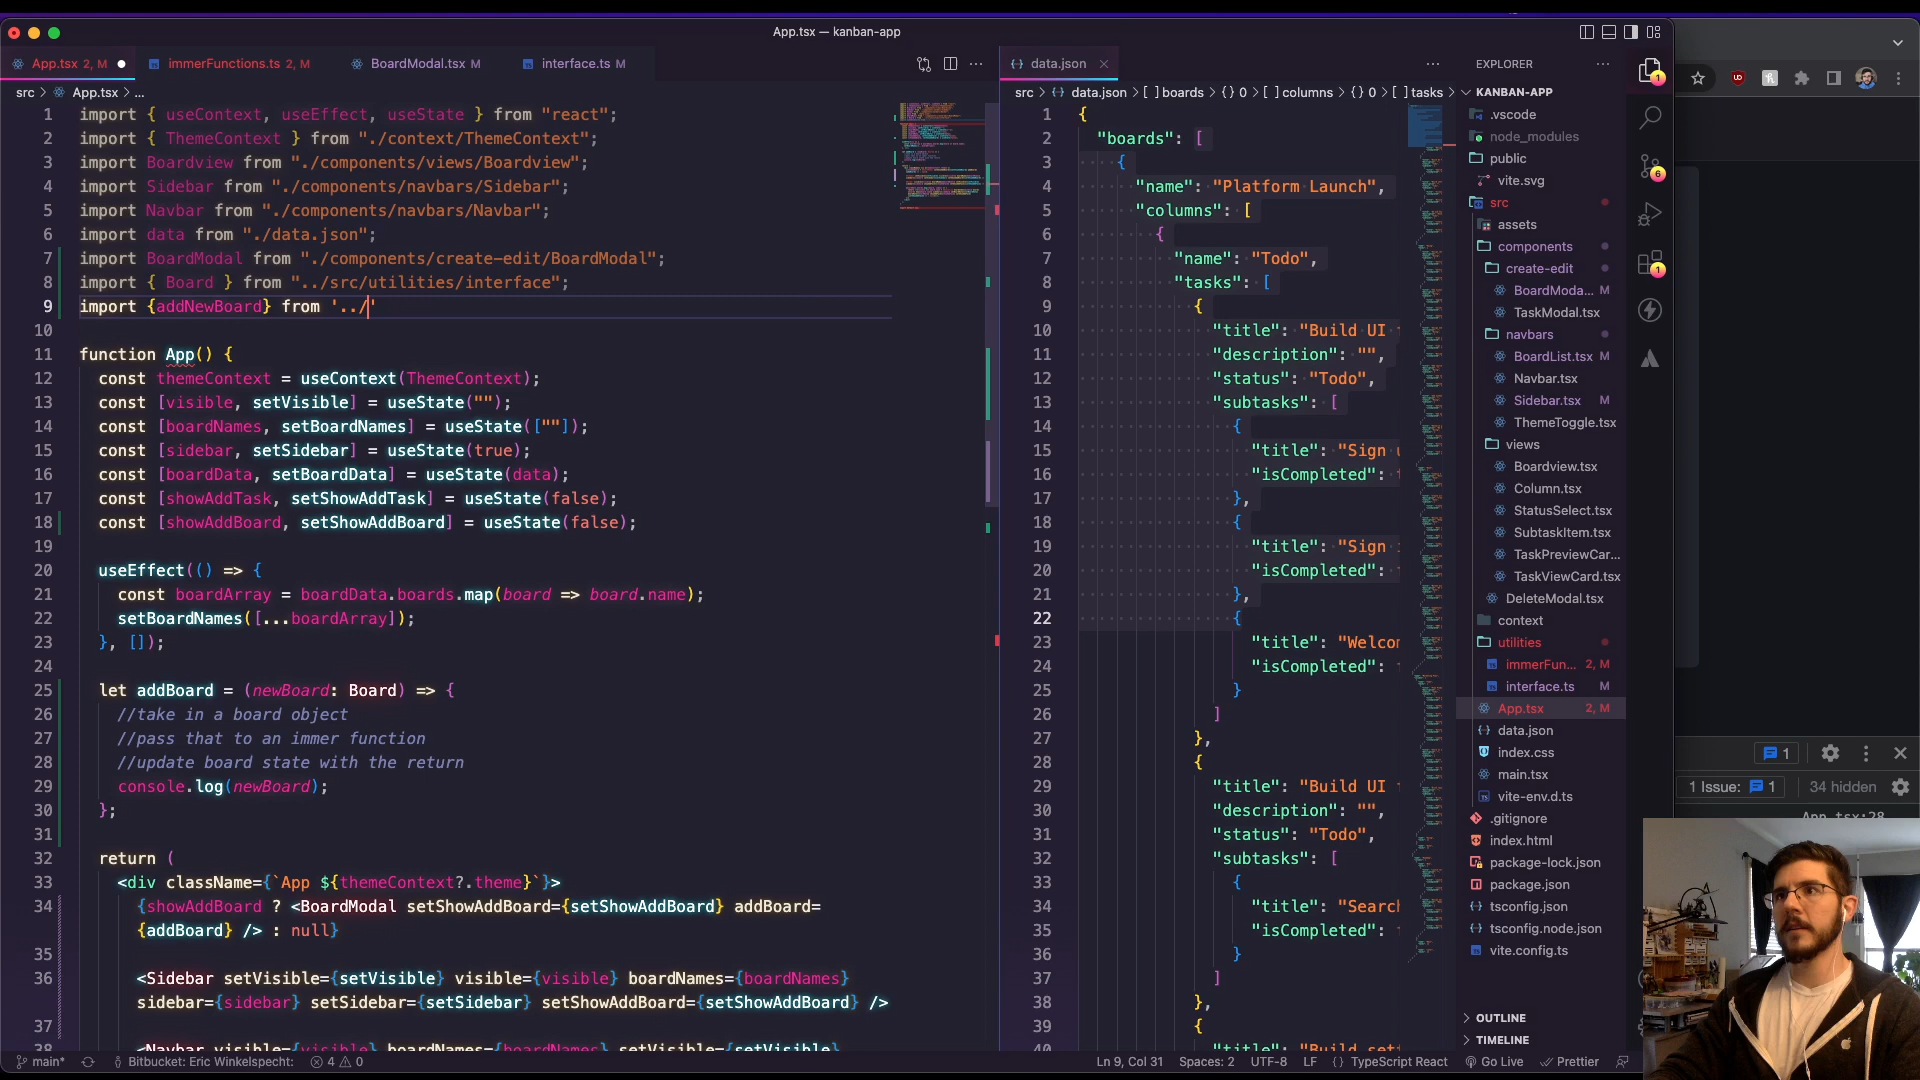 App.tsx — kanban-app
App.tsx 2, M
immerFunctions.ts 2, M
BoardModal.tsx M
interface.ts M
data.json
EXPLORER
src > App.tsx > ...
src > data.json > [ ] boards > {} 0 > [ ] columns > {} 0 > [ ] tasks >
KANBAN-APP
1 import { useContext, useEffect, useState } from "react";
2 import { ThemeContext } from "./context/ThemeContext";
3 import Boardview from "./components/views/Boardview";
4 import Sidebar from "./components/navbars/Sidebar";
5 import Navbar from "./components/navbars/Navbar";
6 import data from "./data.json";
7 import BoardModal from "./components/create-edit/BoardModal";
8 import { Board } from "../src/utilities/interface";
9 import {addNewBoard} from '../'
10
11 function App() {
12 const themeContext = useContext(ThemeContext);
13 const [visible, setVisible] = useState("");
14 const [boardNames, setBoardNames] = useState([""]);
15 const [sidebar, setSidebar] = useState(true);
16 const [boardData, setBoardData] = useState(data);
17 const [showAddTask, setShowAddTask] = useState(false);
18 const [showAddBoard, setShowAddBoard] = useState(false);
19
20 useEffect(() => {
21 const boardArray = boardData.boards.map(board => board.name);
22 setBoardNames([...boardArray]);
23 }, []);
24
25 let addBoard = (newBoard: Board) => {
26 //take in a board object
27 //pass that to an immer function
28 //update board state with the return
29 console.log(newBoard);
30 };
31
32 return (
33 <div className={`App ${themeContext?.theme}`}>
34 {showAddBoard ? <BoardModal setShowAddBoard={setShowAddBoard} addBoard=
{addBoard} /> : null}
35
36 <Sidebar setVisible={setVisible} visible={visible} boardNames={boardNames}
sidebar={sidebar} setSidebar={setSidebar} setShowAddBoard={setShowAddBoard} />
37
38 <Navbar visible={visible} boardNames={boardNames} setVisible={setVisible}
1 {
2 "boards": [
3 {
4 "name": "Platform Launch",
5 "columns": [
6 {
7 "name": "Todo",
8 "tasks": [
9 {
10 "title": "Build UI
11 "description": "",
12 "status": "Todo",
13 "subtasks": [
14 {
15 "title": "Sign
16 "isCompleted":
17 },
18 {
19 "title": "Sign
20 "isCompleted":
21 },
22 {
23 "title": "Welcom
24 "isCompleted":
25 }
26 ]
27 },
28 {
29 "title": "Build UI
30 "description": "",
31 "status": "Todo",
32 "subtasks": [
33 {
34 "title": "Search
35 "isCompleted":
36 }
37 ]
38 },
39 {
40 "title": "Build
.vscode
node_modules
public
vite.svg
src
assets
components
create-edit
BoardModa... M
TaskModal.tsx
navbars
BoardList.tsx M
Navbar.tsx
Sidebar.tsx M
ThemeToggle.tsx
views
Boardview.tsx
Column.tsx
StatusSelect.tsx
SubtaskItem.tsx
TaskPreviewCar...
TaskViewCard.tsx
DeleteModal.tsx
context
utilities
immerFun... 2, M
interface.ts M
App.tsx 2, M
data.json
index.css
main.tsx
vite-env.d.ts
.gitignore
index.html
package-lock.json
package.json
tsconfig.json
tsconfig.node.json
vite.config.ts
OUTLINE
TIMELINE
1
6
1
1
1 Issue: 1
34 hidden
App.tsx:28
main*
Bitbucket: Eric Winkelspecht:
4 0
Ln 9, Col 31
Spaces: 2
UTF-8
LF
{ } TypeScript React
Go Live
Prettier